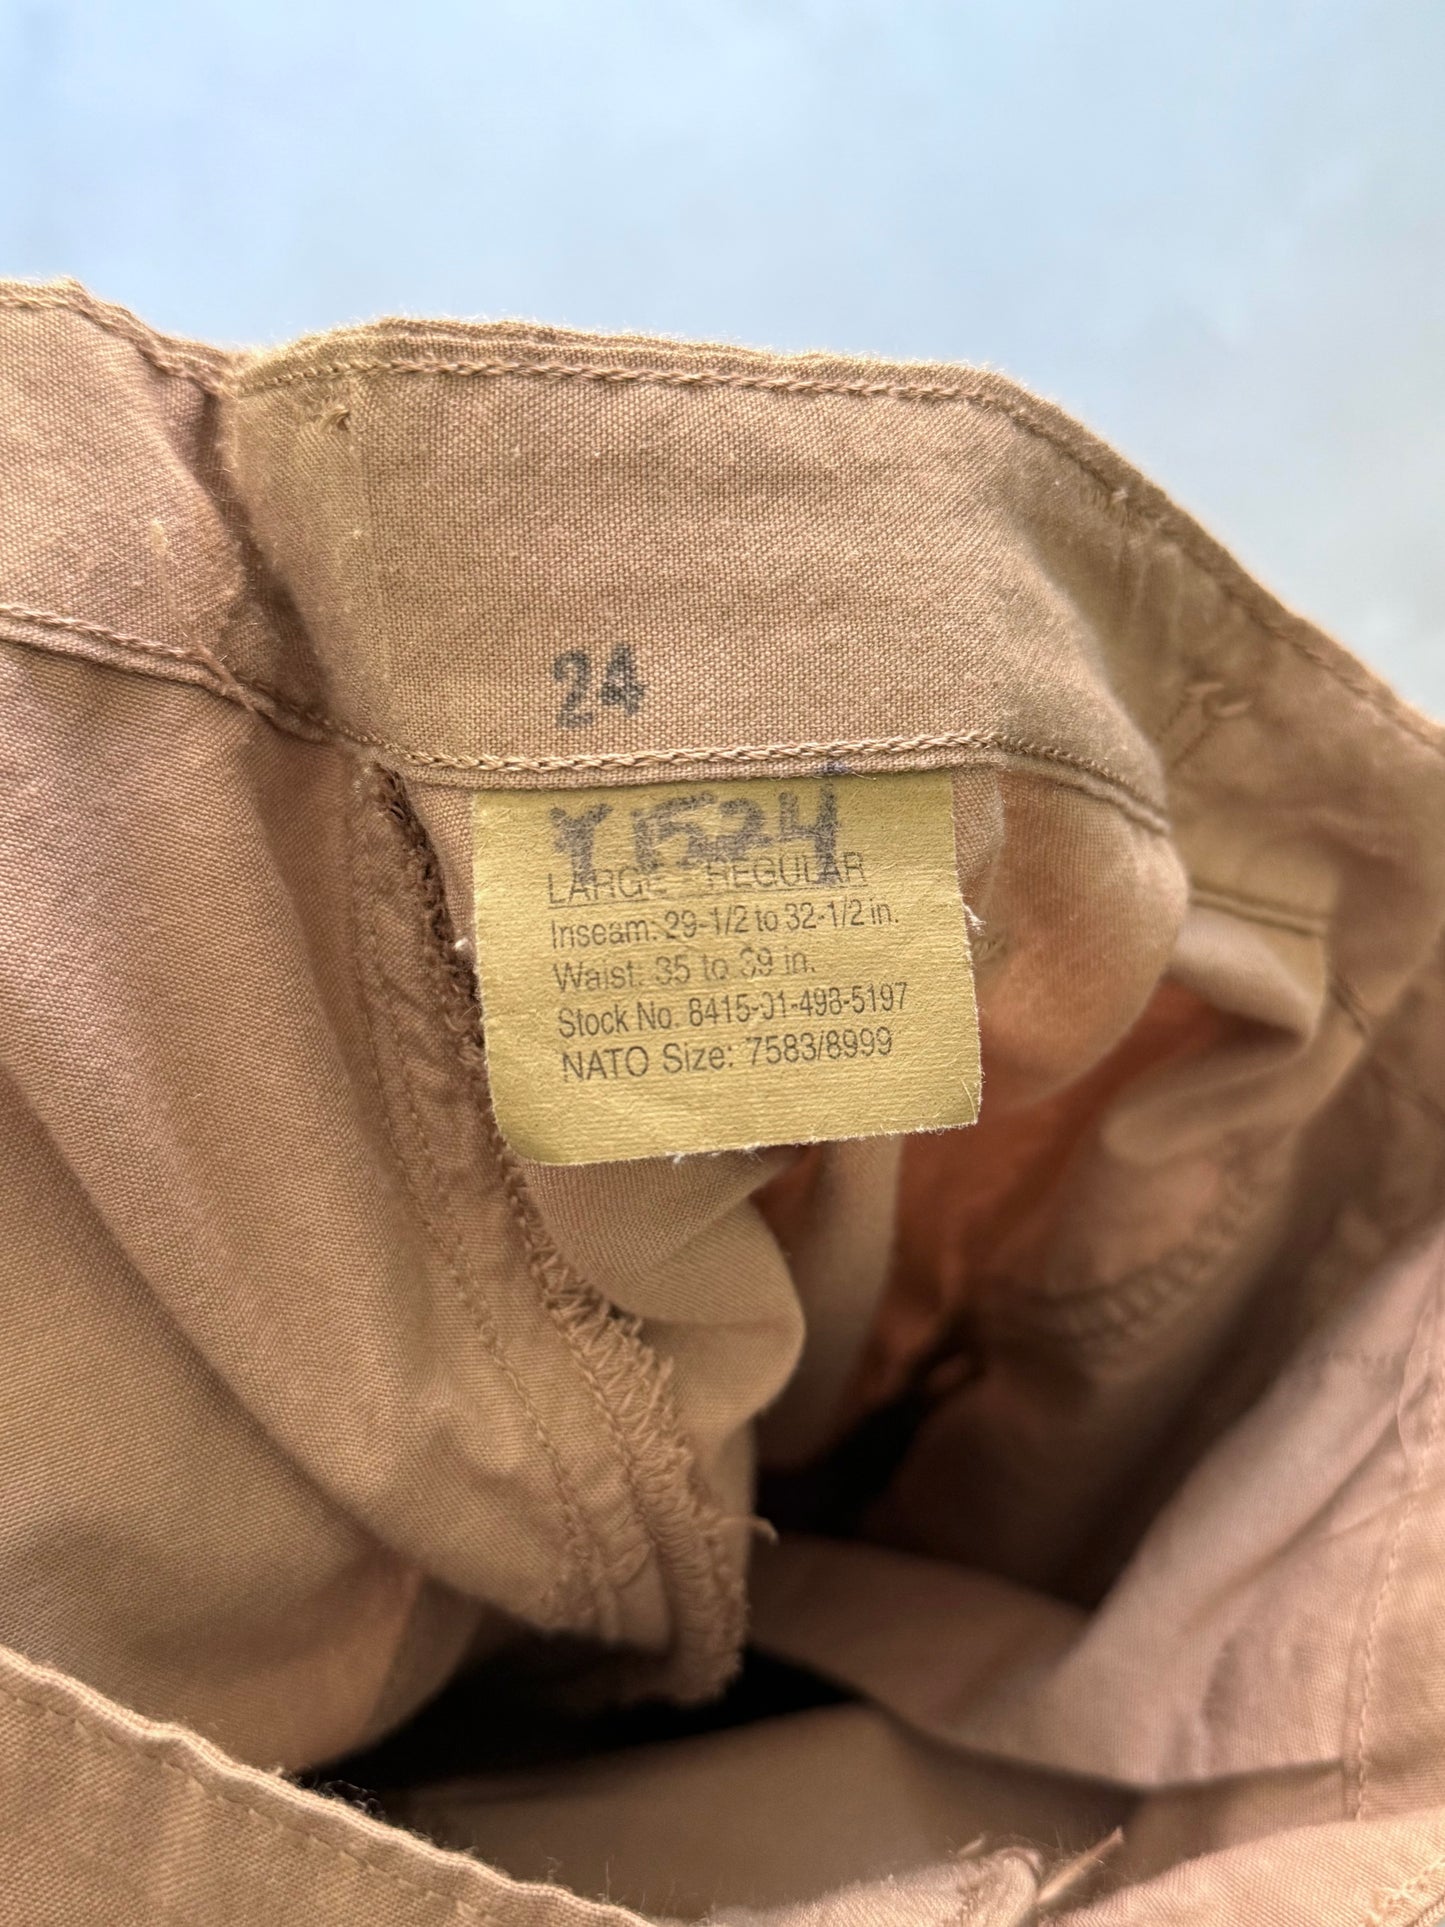 24
Y1524
LARGE - REGULAR
Inseam: 29-1/2 to 32-1/2 in.
Waist: 35 to 39 in.
Stock No. 8415-01-498-5197
NATO Size: 7583/8999